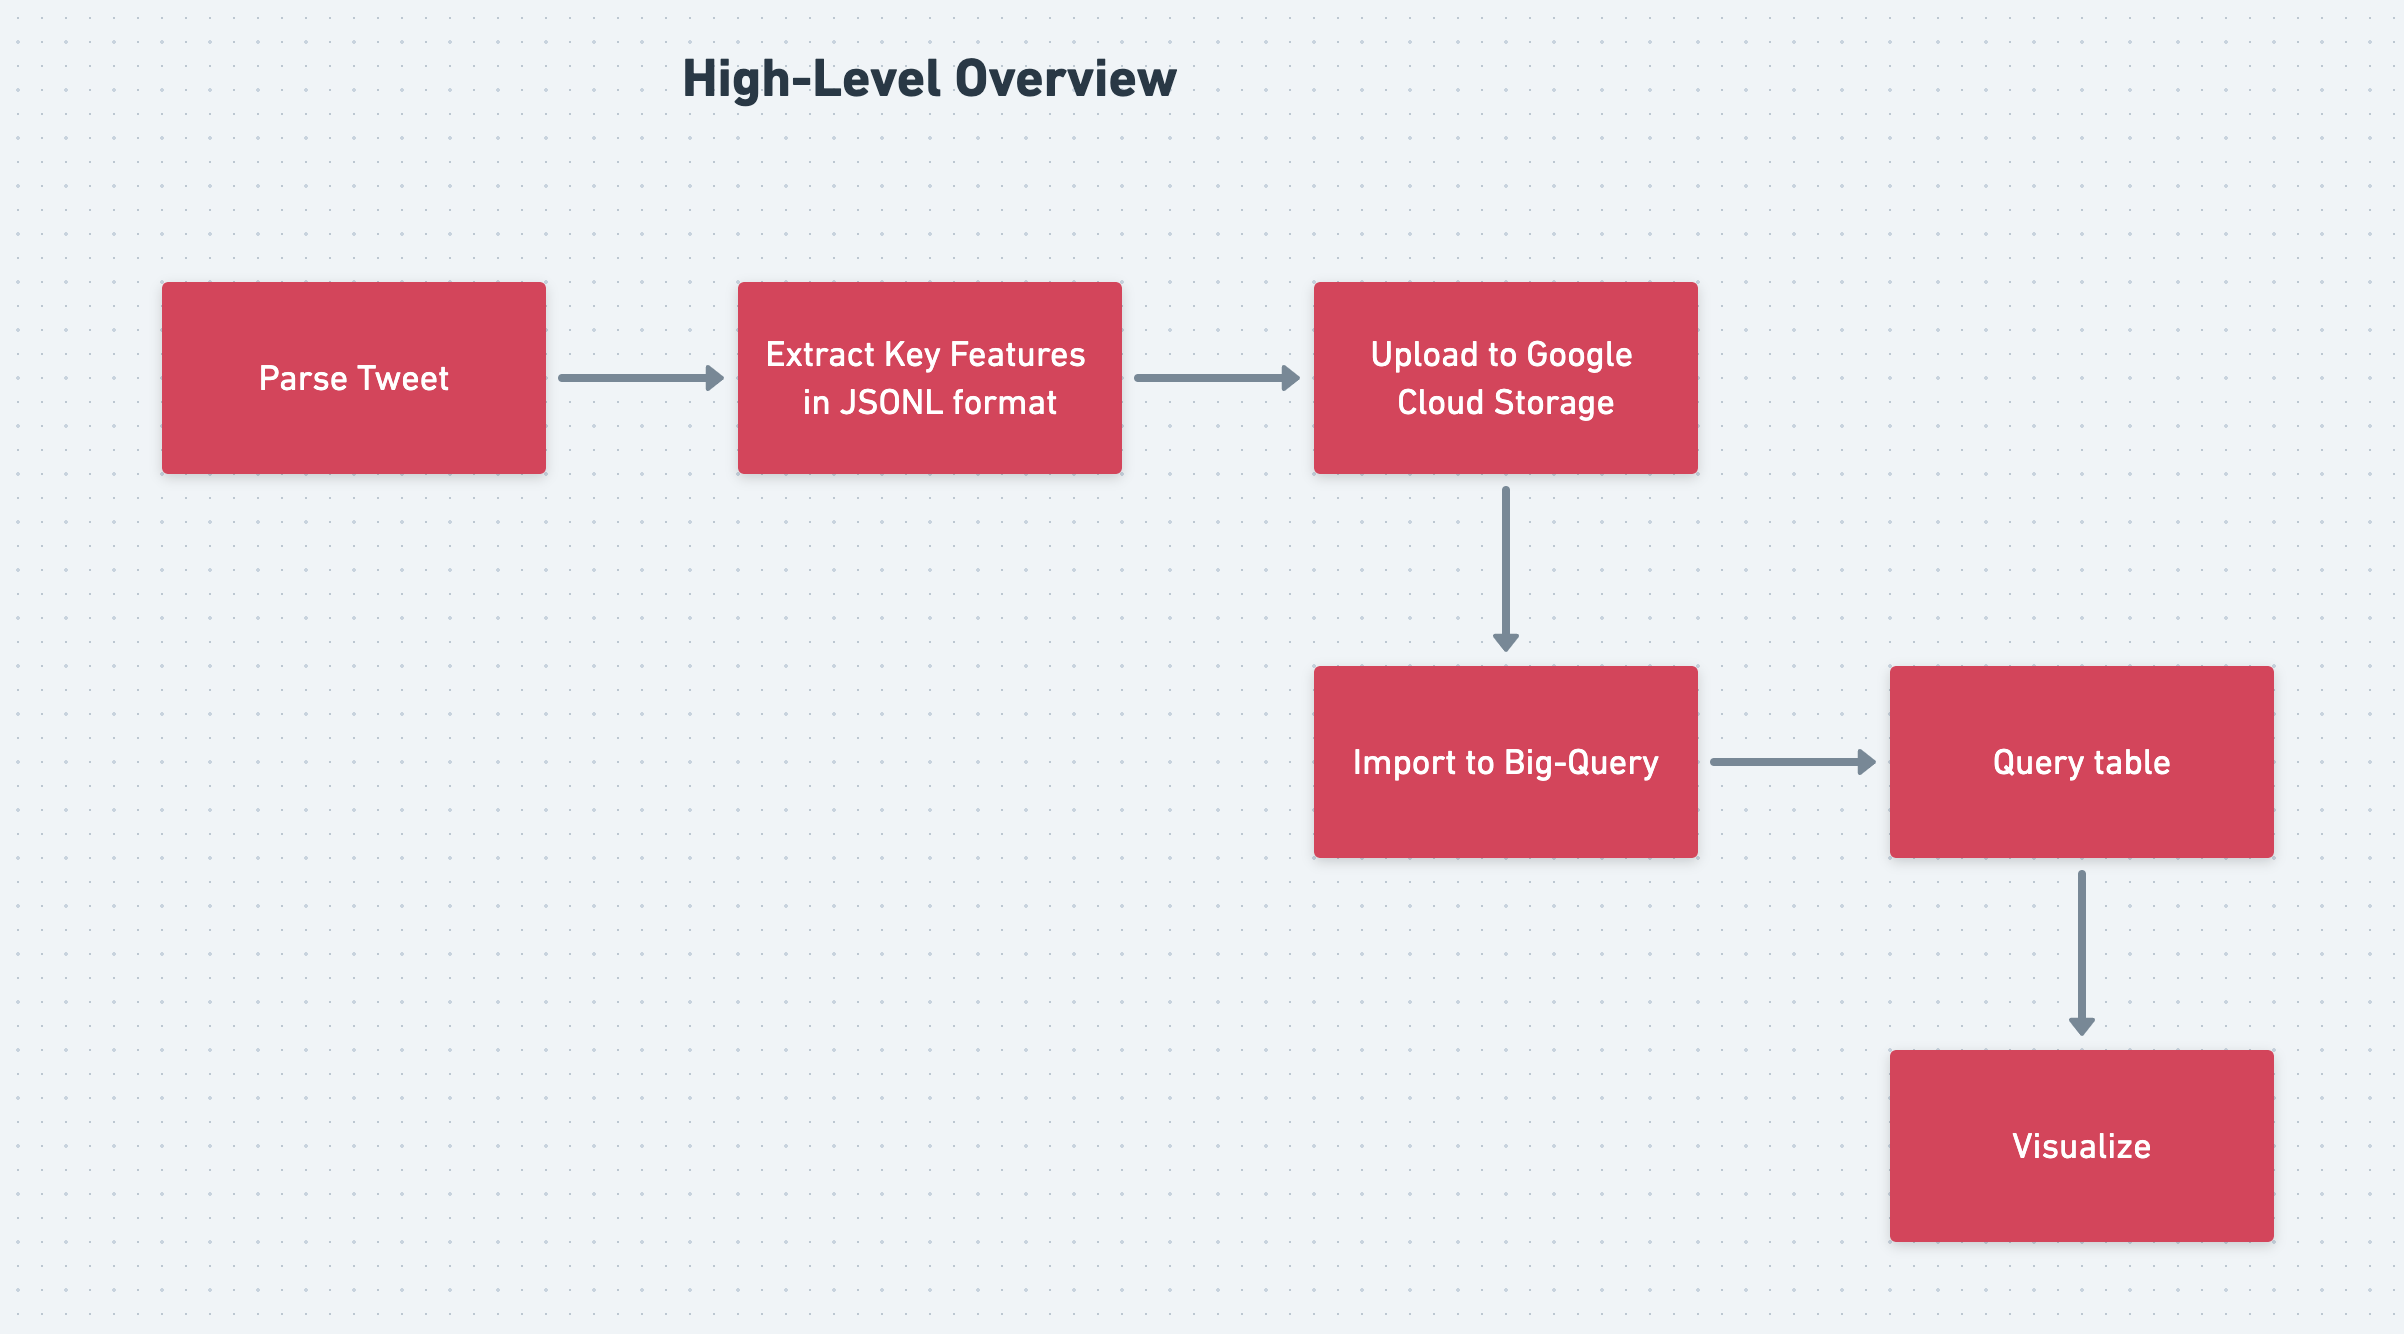 High-Level Overview
Parse Tweet
Extract Key Features
in JSONL format
Upload to Google
Cloud Storage
Import to Big-Query
Query table
Visualize